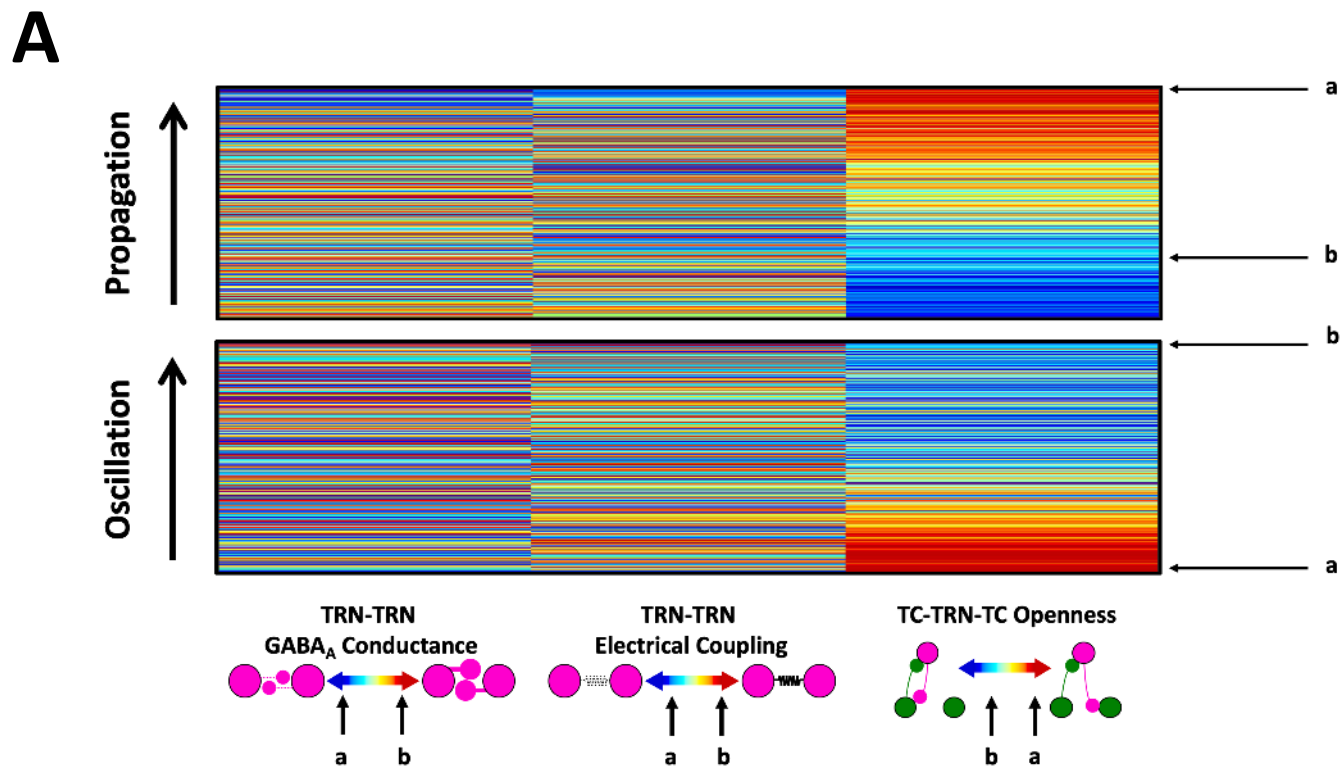 A
Propagation
a
b
Oscillation
b
a
TRN-TRN
GABAA Conductance
TRN-TRN
Electrical Coupling
TC-TRN-TC Openness
a
b
a
b
b
a